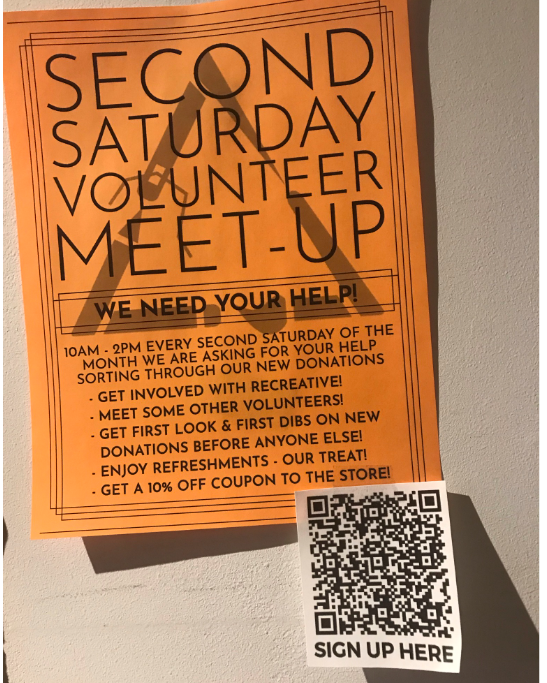 SECOND
SATURDAY
VOLUNTEER
MEET-UP
WE NEED YOUR HELP!
10AM - 2PM EVERY SECOND SATURDAY OF THE
MONTH WE ARE ASKING FOR YOUR HELP
SORTING THROUGH OUR NEW DONATIONS
- GET INVOLVED WITH RECREATIVE!
- MEET SOME OTHER VOLUNTEERS!
- GET FIRST LOOK & FIRST DIBS ON NEW
DONATIONS BEFORE ANYONE ELSE!
- ENJOY REFRESHMENTS - OUR TREAT!
- GET A 10% OFF COUPON TO THE STORE!
SIGN UP HERE